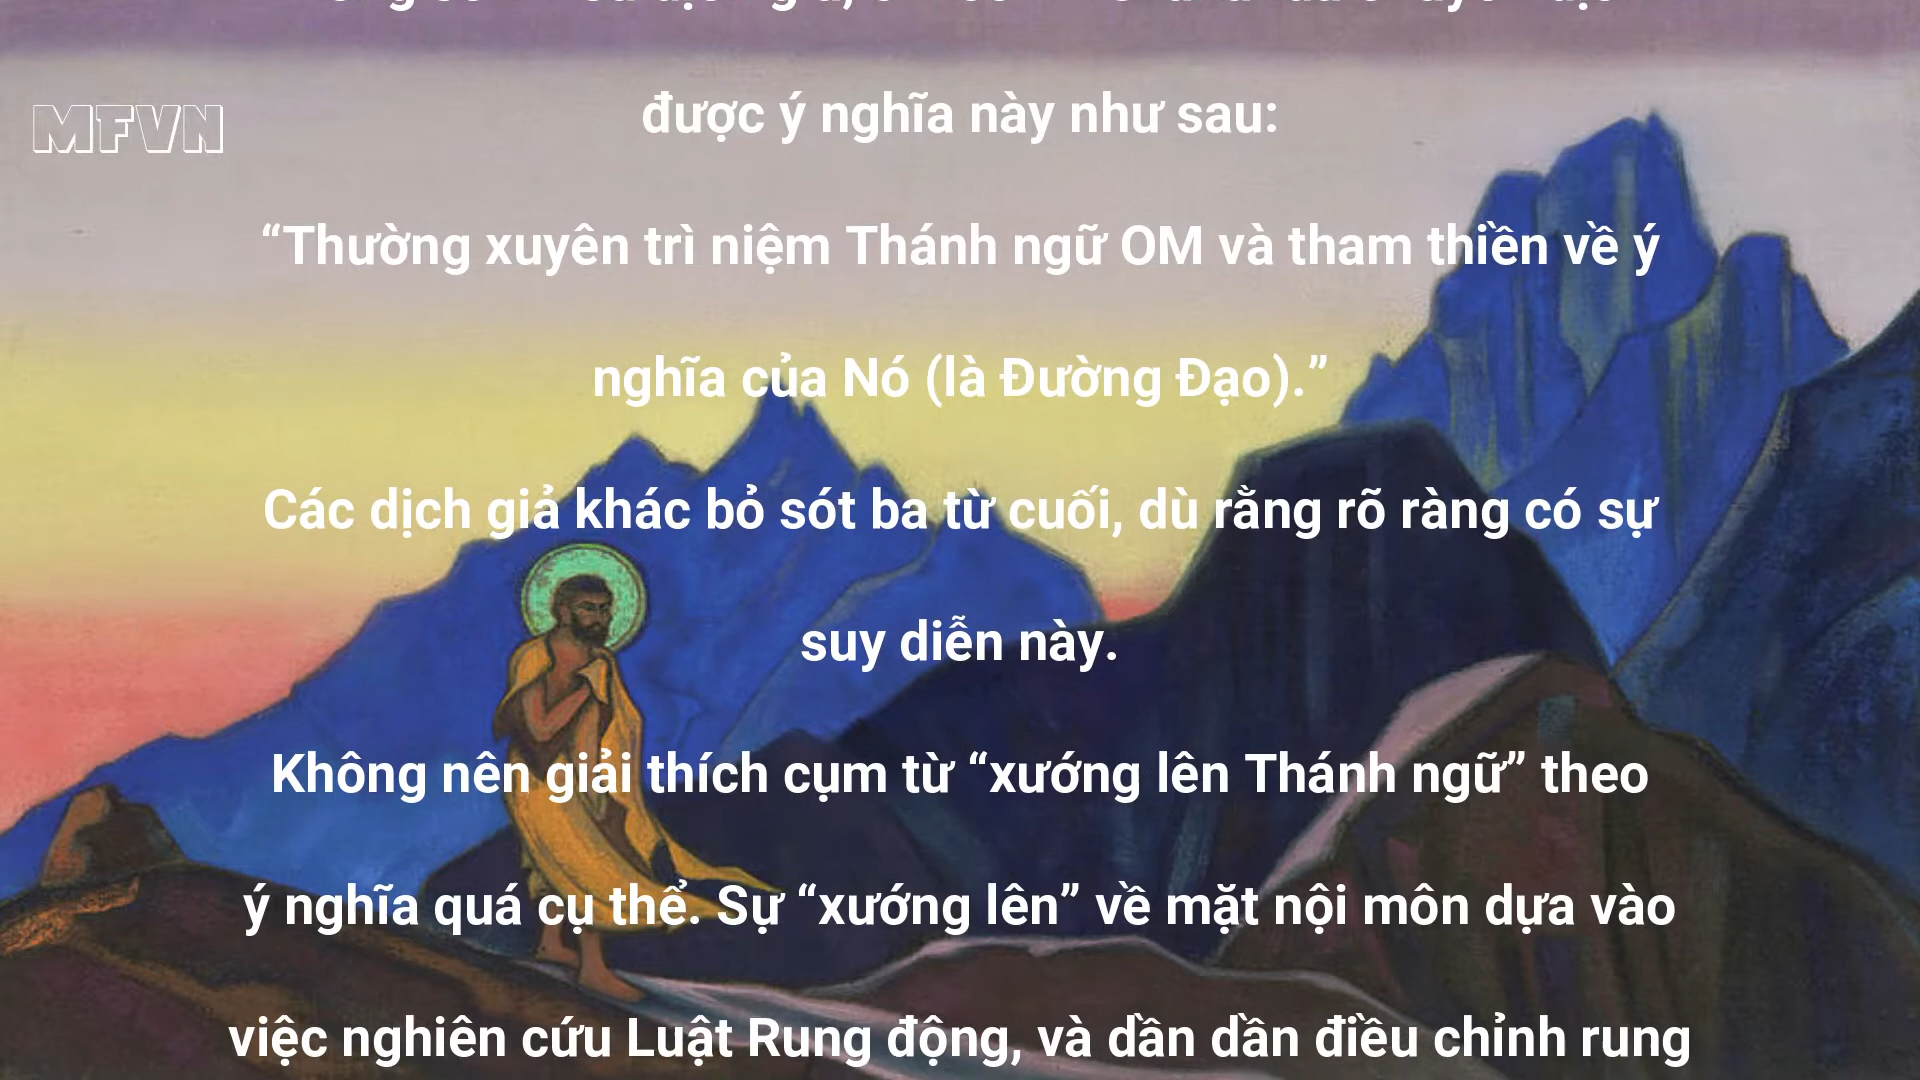 MFVN
được ý nghĩa này như sau:
“Thường xuyên trì niệm Thánh ngữ OM và tham thiền về ý
nghĩa của Nó (là Đường Đạo).”
Các dịch giả khác bỏ sót ba từ cuối, dù rằng rõ ràng có sự
suy diễn này.
Không nên giải thích cụm từ “xướng lên Thánh ngữ” theo
ý nghĩa quá cụ thể. Sự “xướng lên” về mặt nội môn dựa vào
việc nghiên cứu Luật Rung động, và dần dần điều chỉnh rung